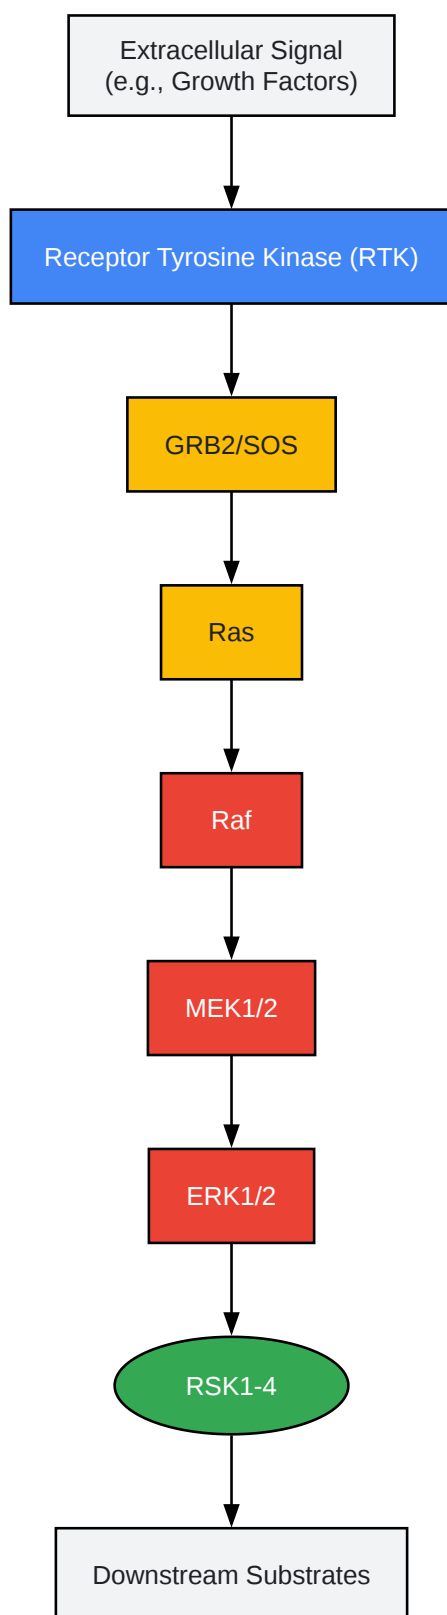 Extracellular Signal
(e.g., Growth Factors)
Receptor Tyrosine Kinase (RTK)
GRB2/SOS
Ras
Raf
MEK1/2
ERK1/2
RSK1-4
Downstream Substrates